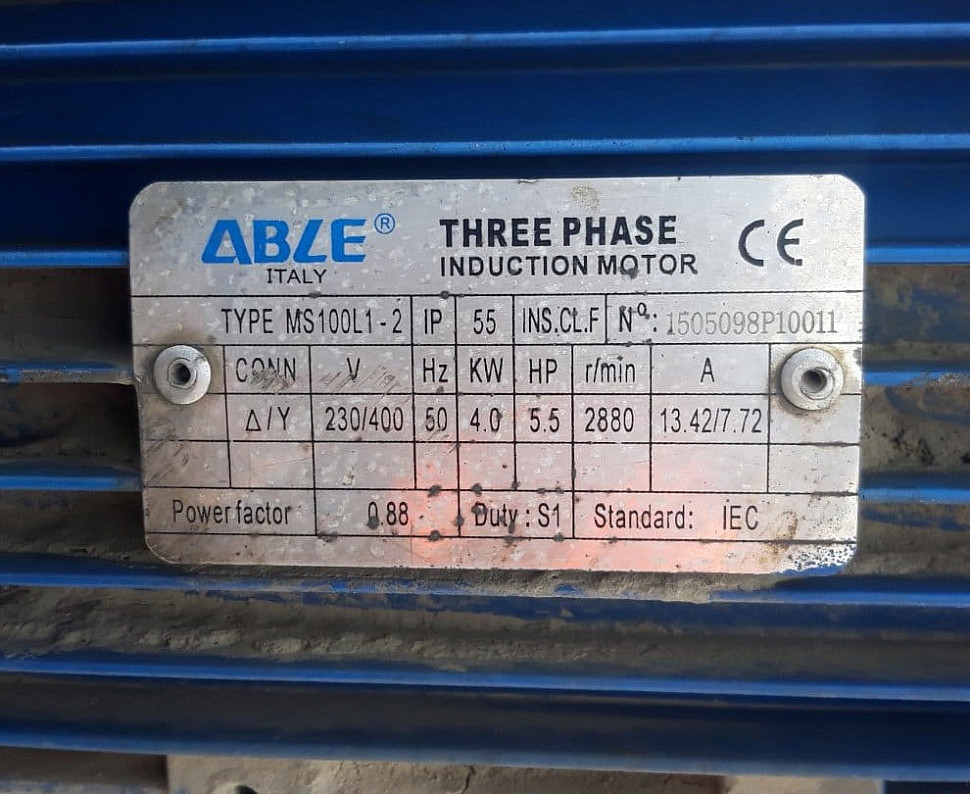 ABLE® THREE PHASE CE
ITALY INDUCTION MOTOR
TYPE MS100L1-2 IP 55 INS.CL.F Nº: 1505098P10011
CONN V Hz KW HP r/min A
Δ/Y 230/400 50 4.0 5.5 2880 13.42/7.72
Power factor 0.88 Duty: S1 Standard: IEC